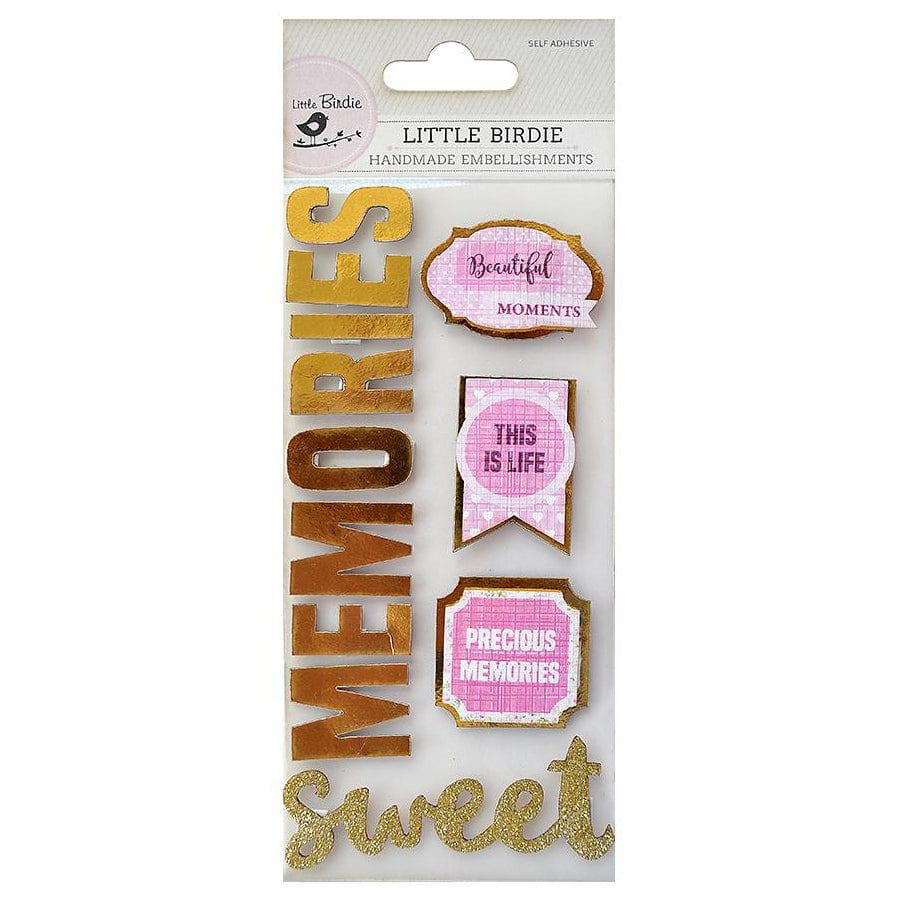 SELF ADHESIVE
Little Birdie
LITTLE BIRDIE
HANDMADE EMBELLISHMENTS
MEMORIES
Beautiful
MOMENTS
THIS
IS LIFE
PRECIOUS
MEMORIES
sweet